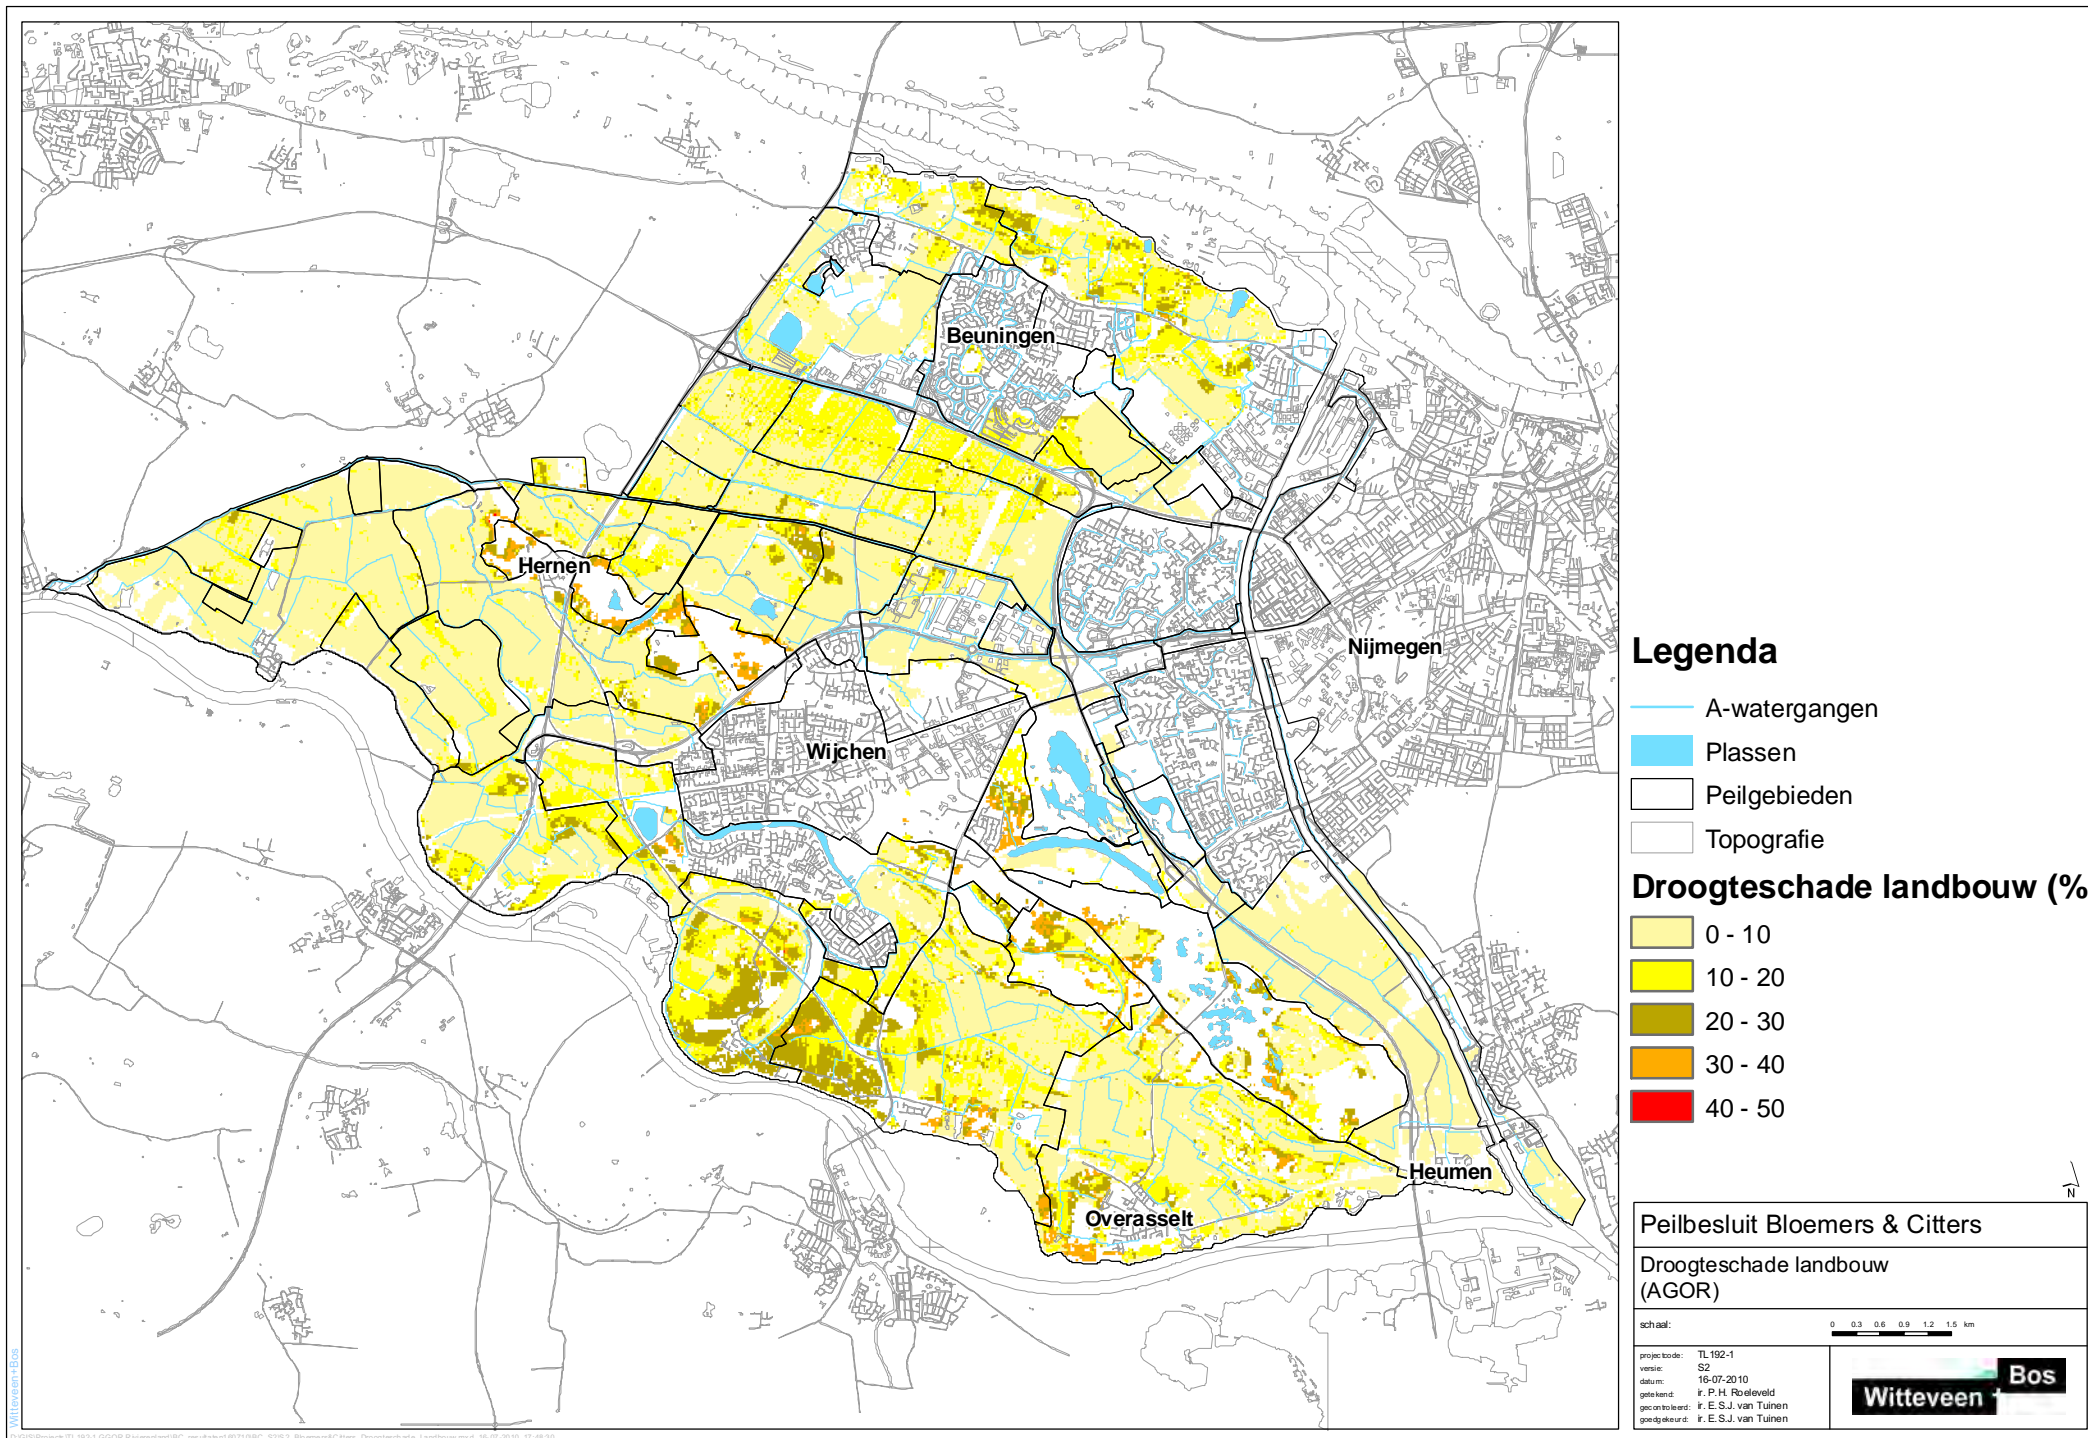 Beuningen
Hernen
Nijmegen
Wijchen
Heumen
Overasselt
Legenda
A-watergangen
Plassen
Peilgebieden
Topografie
Droogteschade landbouw (%
0 - 10
10 - 20
20 - 30
30 - 40
40 - 50
N
Peilbesluit Bloemers & Citters
Droogteschade landbouw
(AGOR)
schaal:
0 0.3 0.6 0.9 1.2 1.5 km
projectcode: TL192-1
versie: S2
datum: 16-07-2010
getekend: ir. P.H. Roeleveld
gecontroleerd: ir. E.S.J. van Tuinen
goedgekeurd: ir. E.S.J. van Tuinen
Witteveen + Bos
Witteveen+Bos